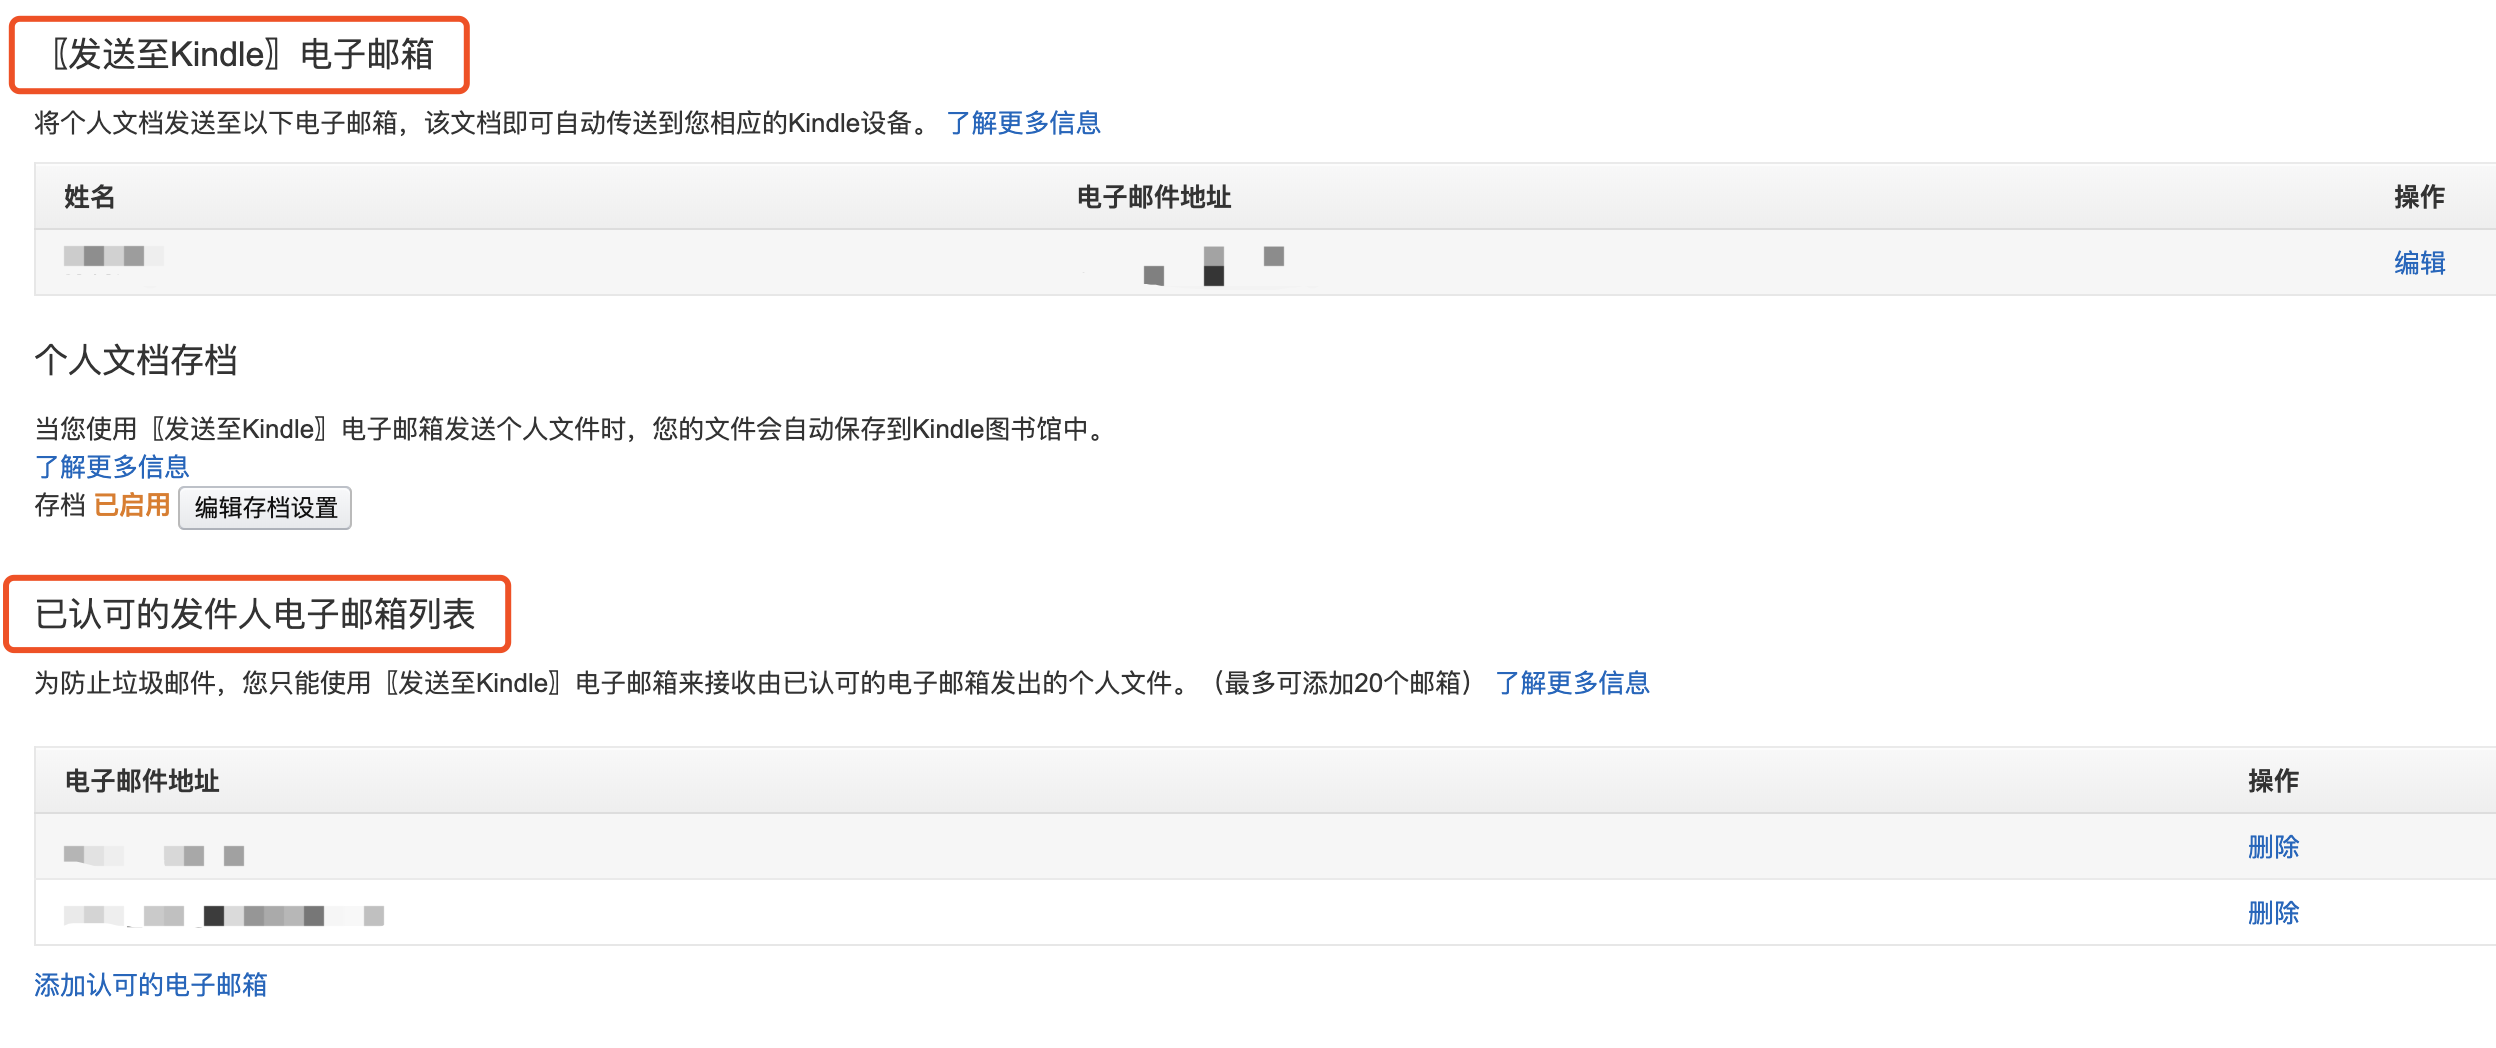 〖发送至Kindle〗电子邮箱
将个人文档发送至以下电子邮箱，该文档即可自动传送到您相应的Kindle设备。 了解更多信息
姓名 电子邮件地址 操作
编辑
个人文档存档
当您使用〖发送至Kindle〗电子邮箱发送个人文件时，您的文件会自动保存到Kindle图书馆中。
了解更多信息
存档 已启用 编辑存档设置
已认可的发件人电子邮箱列表
为防止垃圾邮件，您只能使用〖发送至Kindle〗电子邮箱来接收由已认可的电子邮箱发出的个人文件。（最多可添加20个邮箱） 了解更多信息
电子邮件地址 操作
删除
删除
添加认可的电子邮箱